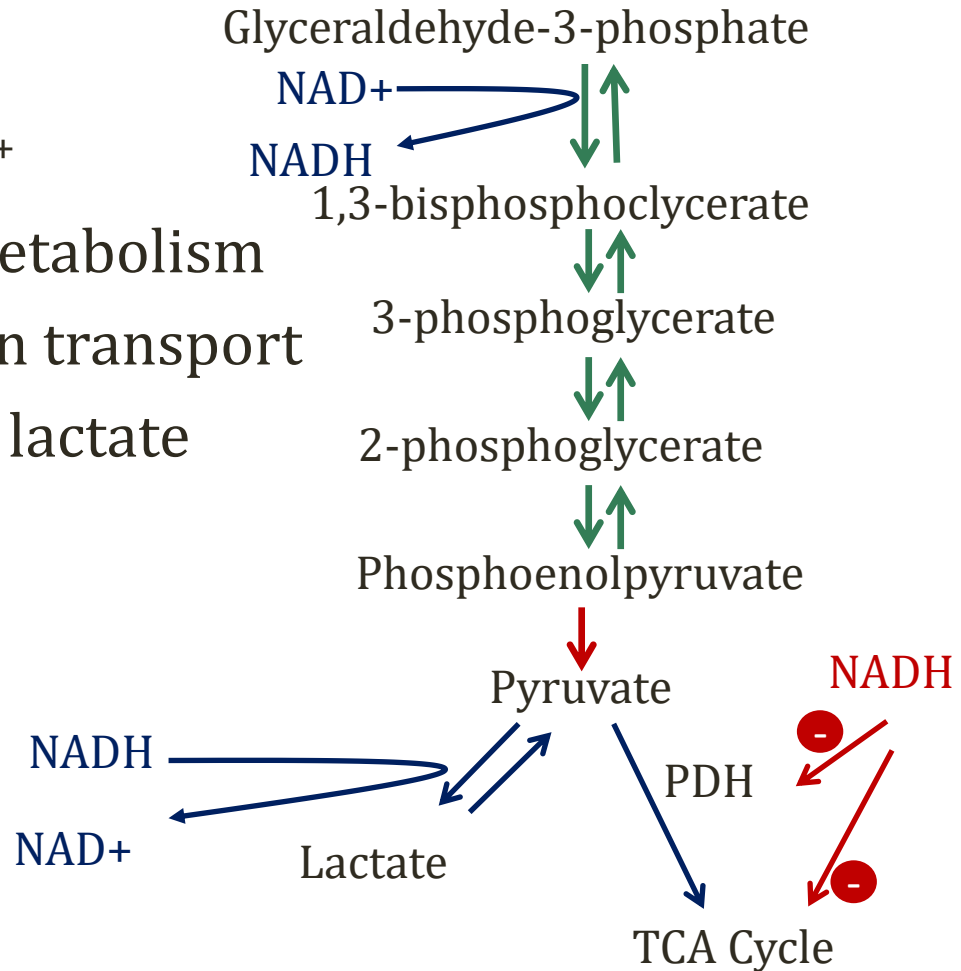 Glyceraldehyde-3-phosphate
NAD+
+
NADH
1,3-bisphosphoclycerate
etabolism
3-phosphoglycerate
n transport
lactate
2-phosphoglycerate
Phosphoenolpyruvate
Pyruvate
NADH
NADH
-
PDH
NAD+
Lactate
-
TCA Cycle